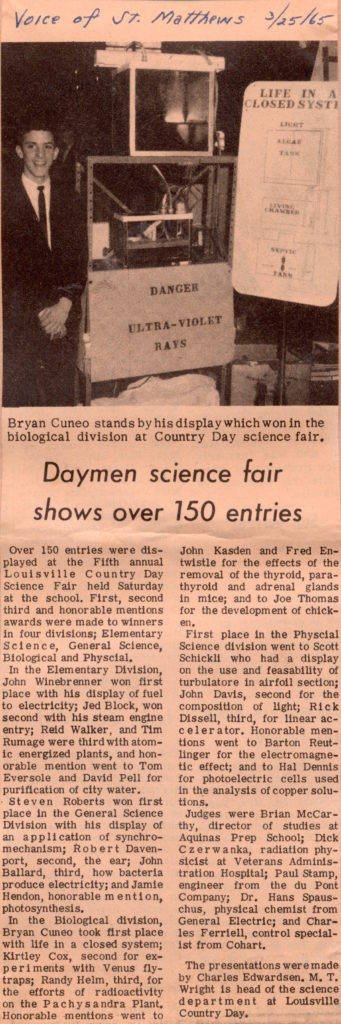 Voice of St. Matthews 3/25/65
LIFE IN A
CLOSED SYSTE
LIGHT
ALGAE
TANK
LIVING
CHAMBER
SEPTIC
TANK
DANGER
ULTRA-VIOLET
RAYS
Bryan Cuneo stands by his display which won in the
biological division at Country Day science fair.
Daymen science fair
shows over 150 entries
Over 150 entries were dis-
played at the Fifth annual
Louisville Country Day
Science Fair held Saturday
at the school. First, second
third and honorable mentions
awards were made to winners
in four divisions; Elementary
Science, General Science,
Biological and Physcial.
In the Elementary Division,
John Winebrenner won first
place with his display of fuel
to electricity; Jed Block, won
second with his steam engine
entry; Reid Walker, and Tim
Rumage were third with atom-
ic energized plants, and hon-
orable mention went to Tom
Eversole and David Pell for
purification of city water.
Steven Roberts won first
place in the General Science
Division with his display of
an application of synchro-
mechanism; Robert Daven-
port, second, the ear; John
Ballard, third, how bacteria
produce electricity; and Jamie
Hendon, honorable mention,
photosynthesis.
In the Biological division,
Bryan Cuneo took first place
with life in a closed system;
Kirtley Cox, second for ex-
periments with Venus fly-
traps; Randy Helm, third, for
the efforts of radioactivity
on the Pachysandra Plant.
Honorable mentions went to
John Kasden and Fred En-
twistle for the effects of the
removal of the thyroid, para-
thyroid and adrenal glands
in mice; and to Joe Thomas
for the development of chick-
en.
First place in the Physcial
Science division went to Scott
Schickli who had a display
on the use and feasability of
turbulatore in airfoil section;
John Davis, second for the
composition of light; Rick
Dissell, third, for linear ac-
celerator. Honorable men-
tions went to Barton Reut-
linger for the electromagne-
tic effect; and to Hal Dennis
for photoelectric cells used
in the analysis of copper solu-
tions.
Judges were Brian McCar-
thy, director of studies at
Aquinas Prep School; Dick
Czerwanka, radiation phy-
sicist at Veterans Adminis-
tration Hospital; Paul Stamp,
engineer from the du Pont
Company; Dr. Hans Spaus-
chus, physical chemist from
General Electric; and Char-
les Ferriell, control special-
ist from Cohart.
The presentations were made
by Charles Edwardsen, M. T.
Wright is head of the science
department at Louisville
Country Day.